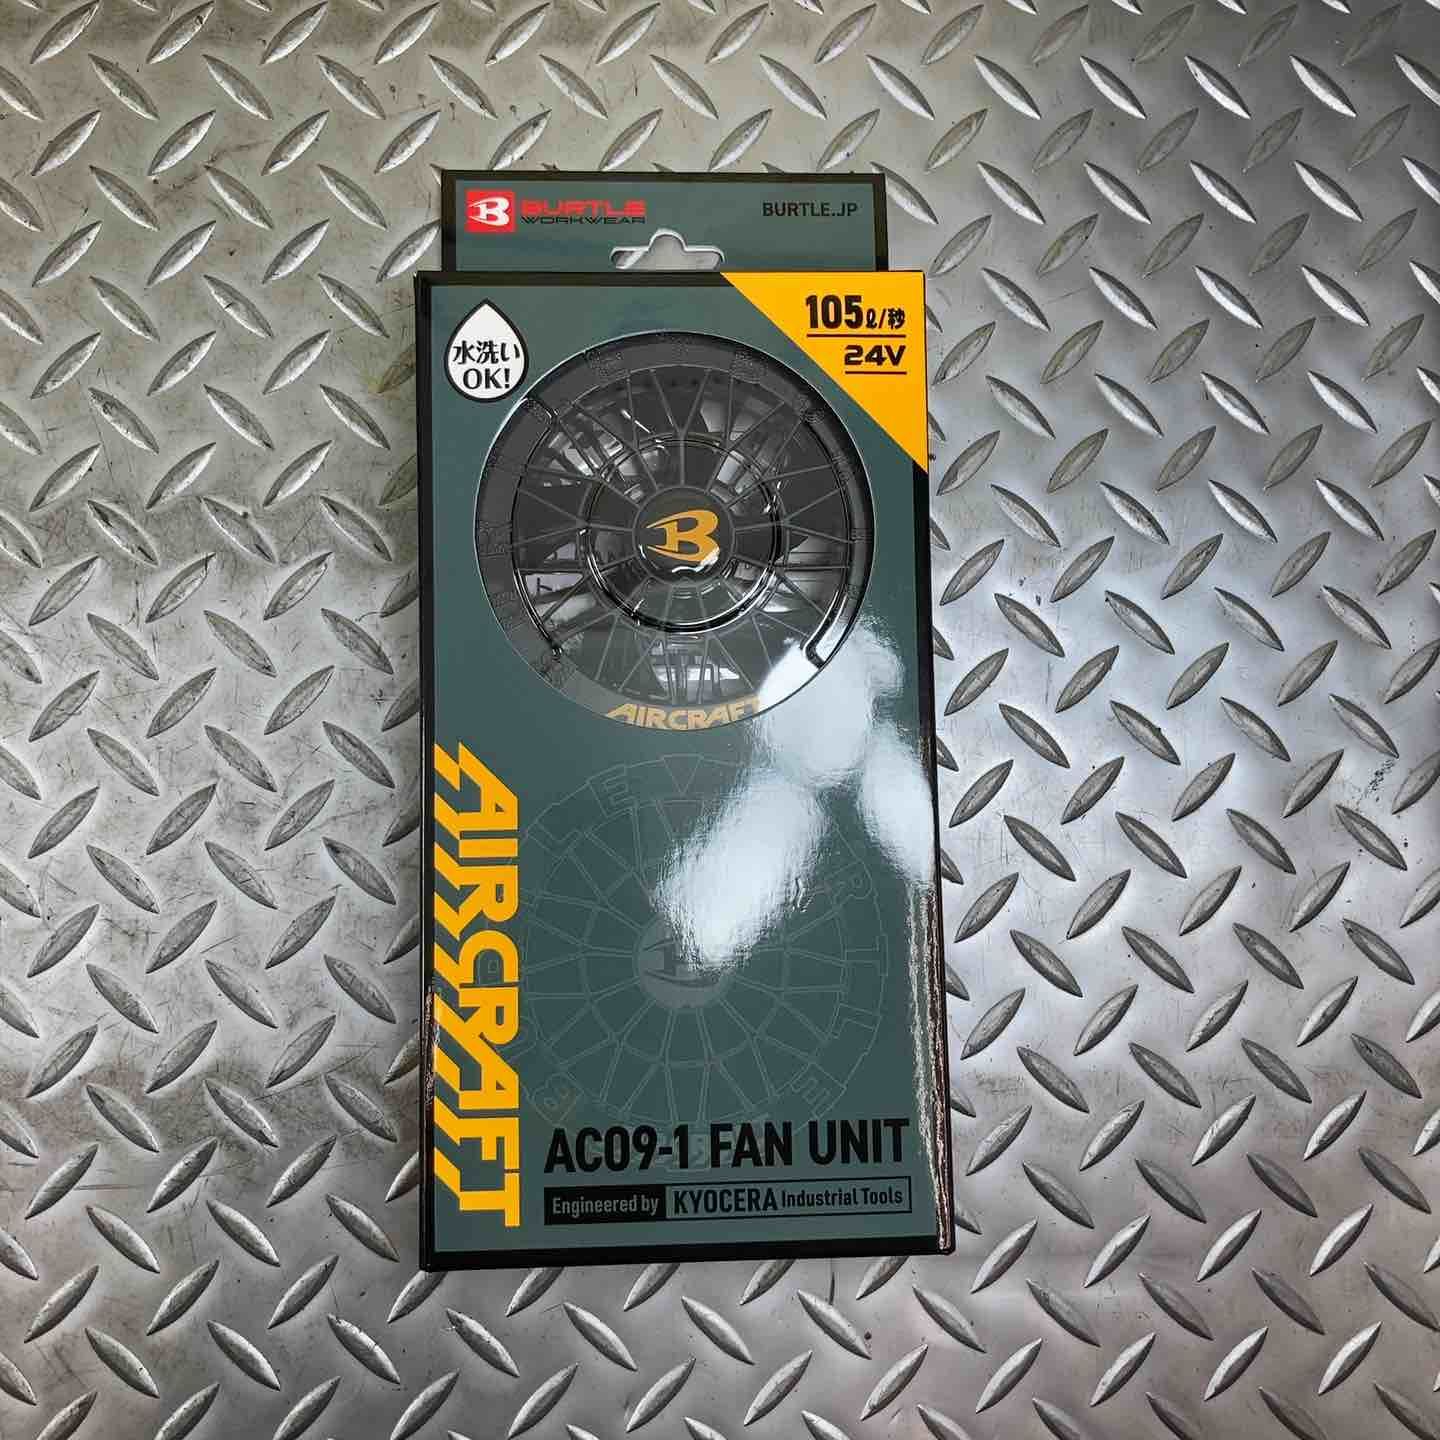 BURTLE
WORKWEAR
BURTLE.JP
105ℓ/秒
24V
水洗い
OK!
B
AIRCRAFT
AIRCRAFT
AC09-1 FAN UNIT
Engineered by KYOCERA Industrial Tools